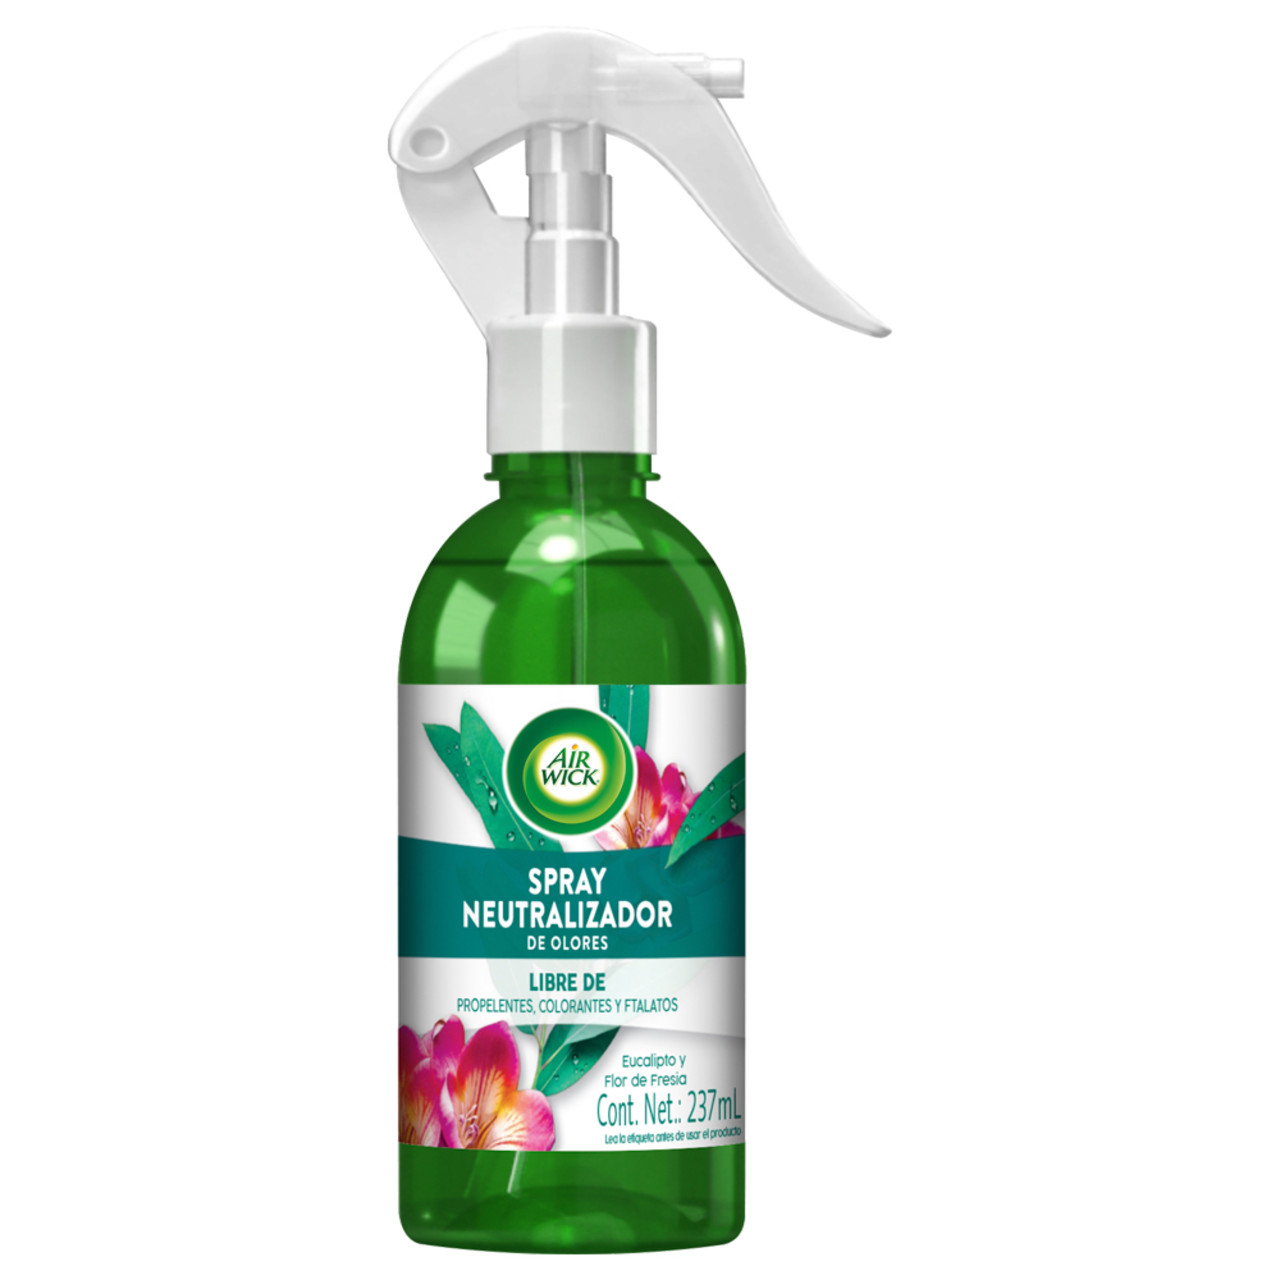 AIR
WICK
SPRAY
NEUTRALIZADOR
DE OLORES
LIBRE DE
PROPELENTES, COLORANTES Y FTALATOS
Eucalipto y
Flor de Fresia
Cont. Net.: 237mL
Lea la etiqueta antes de usar el producto